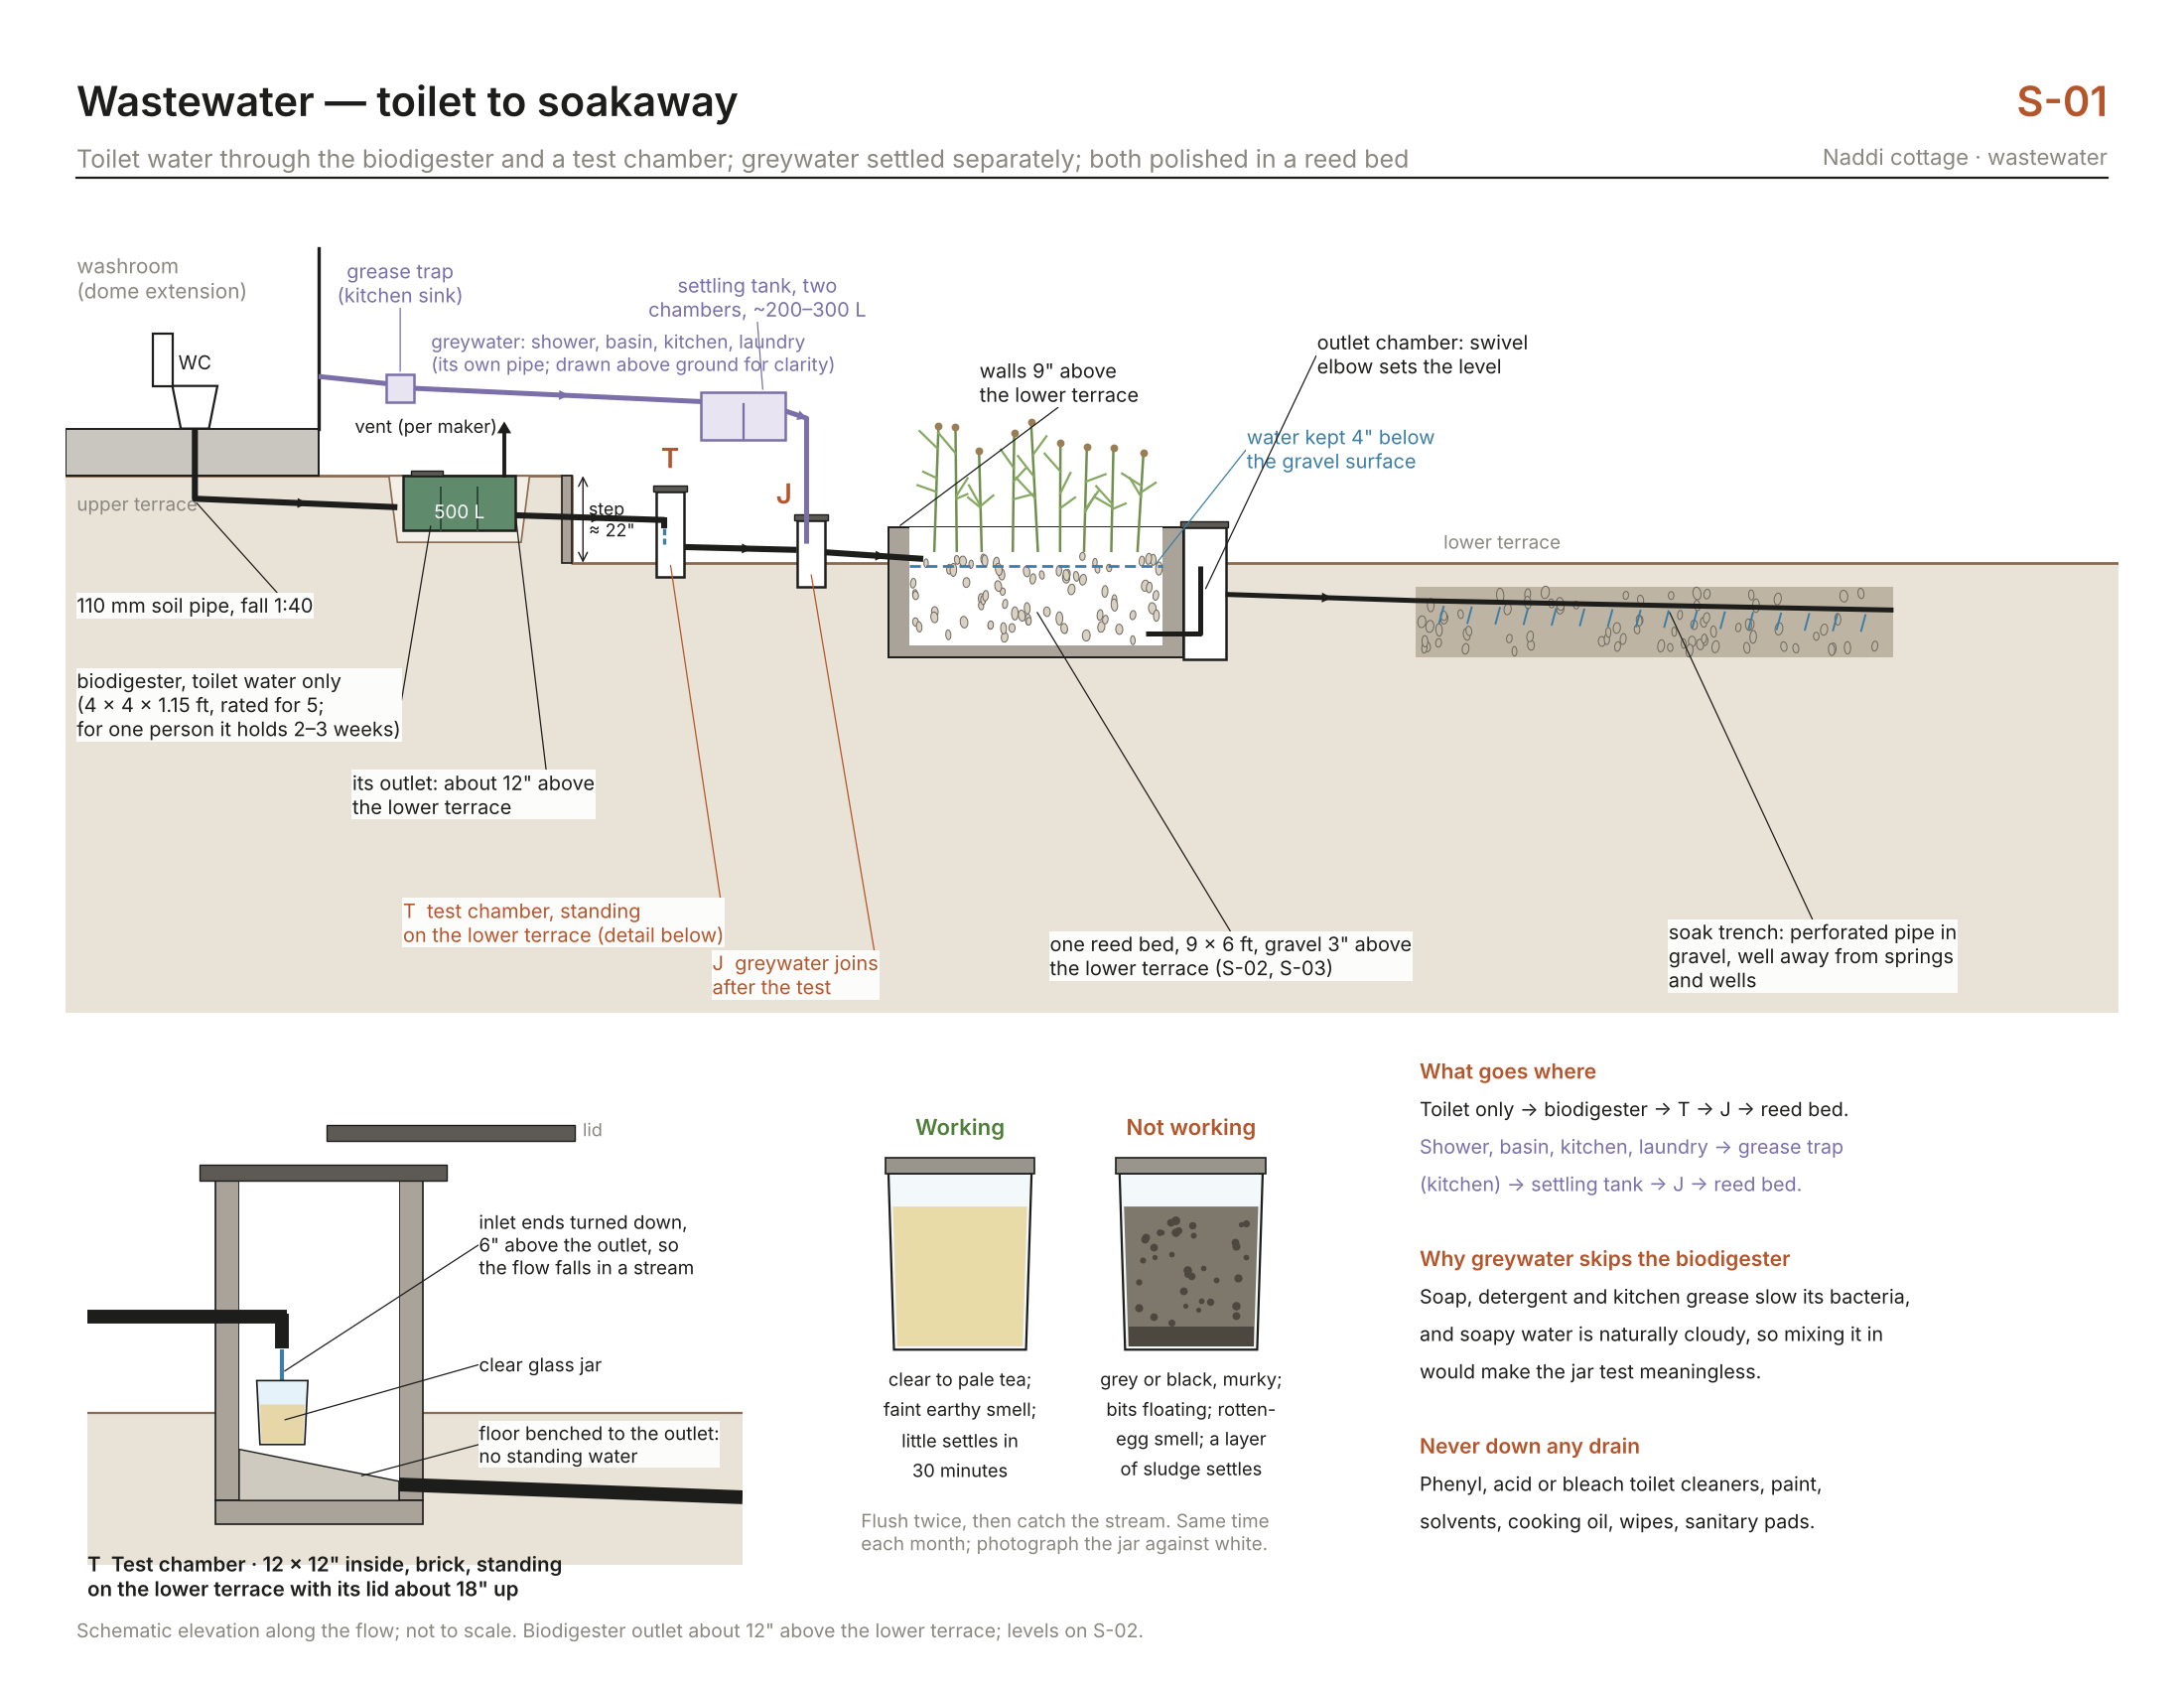 Wastewater — toilet to soakaway
S-01
Toilet water through the biodigester and a test chamber; greywater settled separately; both polished in a reed bed
Naddi cottage · wastewater
washroom
(dome extension)
grease trap
(kitchen sink)
settling tank, two
chambers, ~200–300 L
greywater: shower, basin, kitchen, laundry
(its own pipe; drawn above ground for clarity)
WC
vent (per maker)
walls 9" above
the lower terrace
outlet chamber: swivel
elbow sets the level
water kept 4" below
the gravel surface
T
J
upper terrace
500 L
step
≈ 22"
lower terrace
110 mm soil pipe, fall 1:40
biodigester, toilet water only
(4 × 4 × 1.15 ft, rated for 5;
for one person it holds 2–3 weeks)
its outlet: about 12" above
the lower terrace
T test chamber, standing
on the lower terrace (detail below)
J greywater joins
after the test
one reed bed, 9 × 6 ft, gravel 3" above
the lower terrace (S-02, S-03)
soak trench: perforated pipe in
gravel, well away from springs
and wells
lid
inlet ends turned down,
6" above the outlet, so
the flow falls in a stream
clear glass jar
floor benched to the outlet:
no standing water
T Test chamber · 12 × 12" inside, brick, standing
on the lower terrace with its lid about 18" up
Working
clear to pale tea;
faint earthy smell;
little settles in
30 minutes
Not working
grey or black, murky;
bits floating; rotten-
egg smell; a layer
of sludge settles
Flush twice, then catch the stream. Same time
each month; photograph the jar against white.
What goes where
Toilet only → biodigester → T → J → reed bed.
Shower, basin, kitchen, laundry → grease trap
(kitchen) → settling tank → J → reed bed.
Why greywater skips the biodigester
Soap, detergent and kitchen grease slow its bacteria,
and soapy water is naturally cloudy, so mixing it in
would make the jar test meaningless.
Never down any drain
Phenyl, acid or bleach toilet cleaners, paint,
solvents, cooking oil, wipes, sanitary pads.
Schematic elevation along the flow; not to scale. Biodigester outlet about 12" above the lower terrace; levels on S-02.